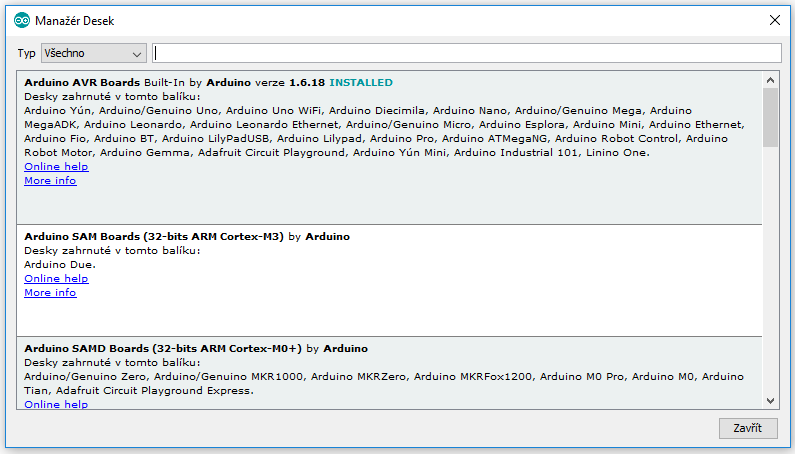 Manažér Desek
Typ Všechno
Arduino AVR Boards Built-In by Arduino verze 1.6.18 INSTALLED
Desky zahrnuté v tomto balíku:
Arduino Yún, Arduino/Genuino Uno, Arduino Uno WiFi, Arduino Diecimila, Arduino Nano, Arduino/Genuino Mega, Arduino
MegaADK, Arduino Leonardo, Arduino Leonardo Ethernet, Arduino/Genuino Micro, Arduino Esplora, Arduino Mini, Arduino Ethernet,
Arduino Fio, Arduino BT, Arduino LilyPadUSB, Arduino Lilypad, Arduino Pro, Arduino ATMegaNG, Arduino Robot Control, Arduino
Robot Motor, Arduino Gemma, Adafruit Circuit Playground, Arduino Yún Mini, Arduino Industrial 101, Linino One.
Online help
More info
Arduino SAM Boards (32-bits ARM Cortex-M3) by Arduino
Desky zahrnuté v tomto balíku:
Arduino Due.
Online help
More info
Arduino SAMD Boards (32-bits ARM Cortex-M0+) by Arduino
Desky zahrnuté v tomto balíku:
Arduino/Genuino Zero, Arduino/Genuino MKR1000, Arduino MKRZero, Arduino MKRFox1200, Arduino M0 Pro, Arduino M0, Arduino
Tian, Adafruit Circuit Playground Express.
Online help
Zavřít